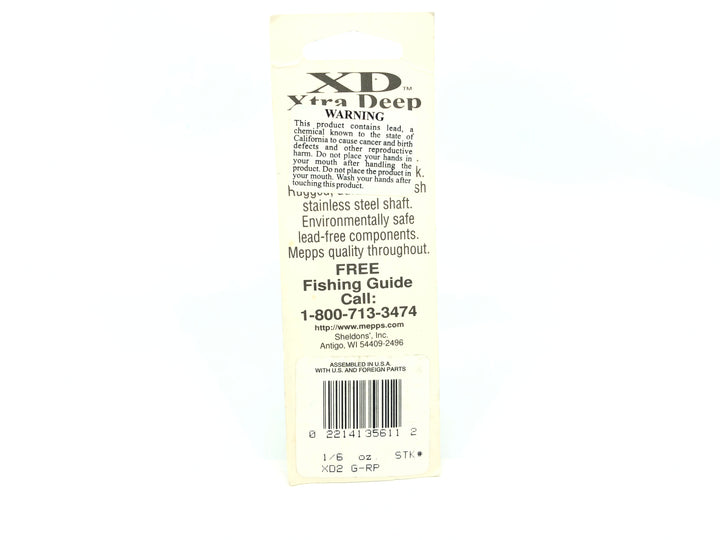 XD™
Xtra Deep
WARNING
This product contains lead, a
chemical known to the state of
California to cause cancer and birth
defects and other reproductive
harm. Do not place your hands in
your mouth after handling the
product. Do not place the product in
your mouth. Wash your hands after
touching this product.
k.
sh
stainless steel shaft.
Environmentally safe
lead-free components.
Mepps quality throughout.
FREE
Fishing Guide
Call:
1-800-713-3474
http://www.mepps.com
Sheldons', Inc.
Antigo, WI 54409-2496
ASSEMBLED IN U.S.A.
WITH U.S. AND FOREIGN PARTS
0 22141 35611 2
1/6 oz. STK#
XD2 G-RP